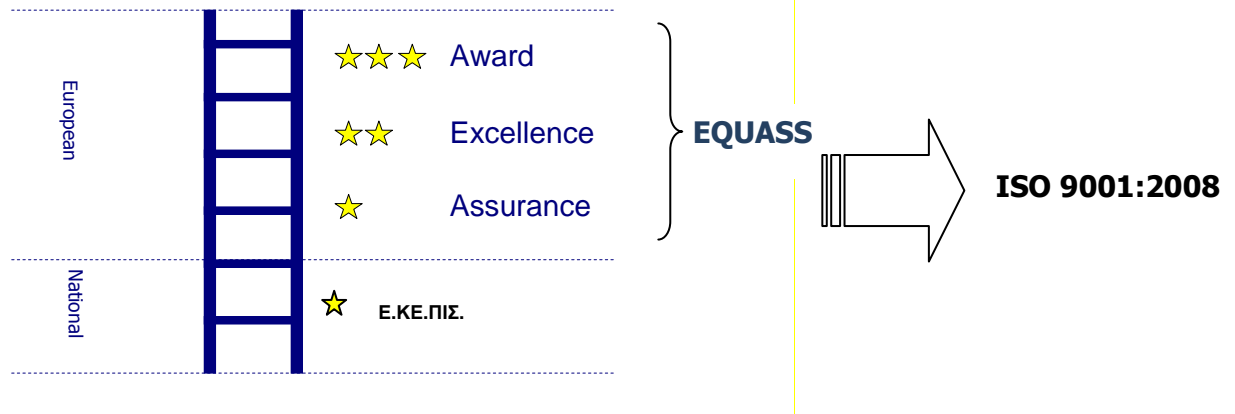 European
Award
Excellence
Assurance
EQUASS
ISO 9001:2008
National
Ε.ΚΕ.ΠΙΣ.